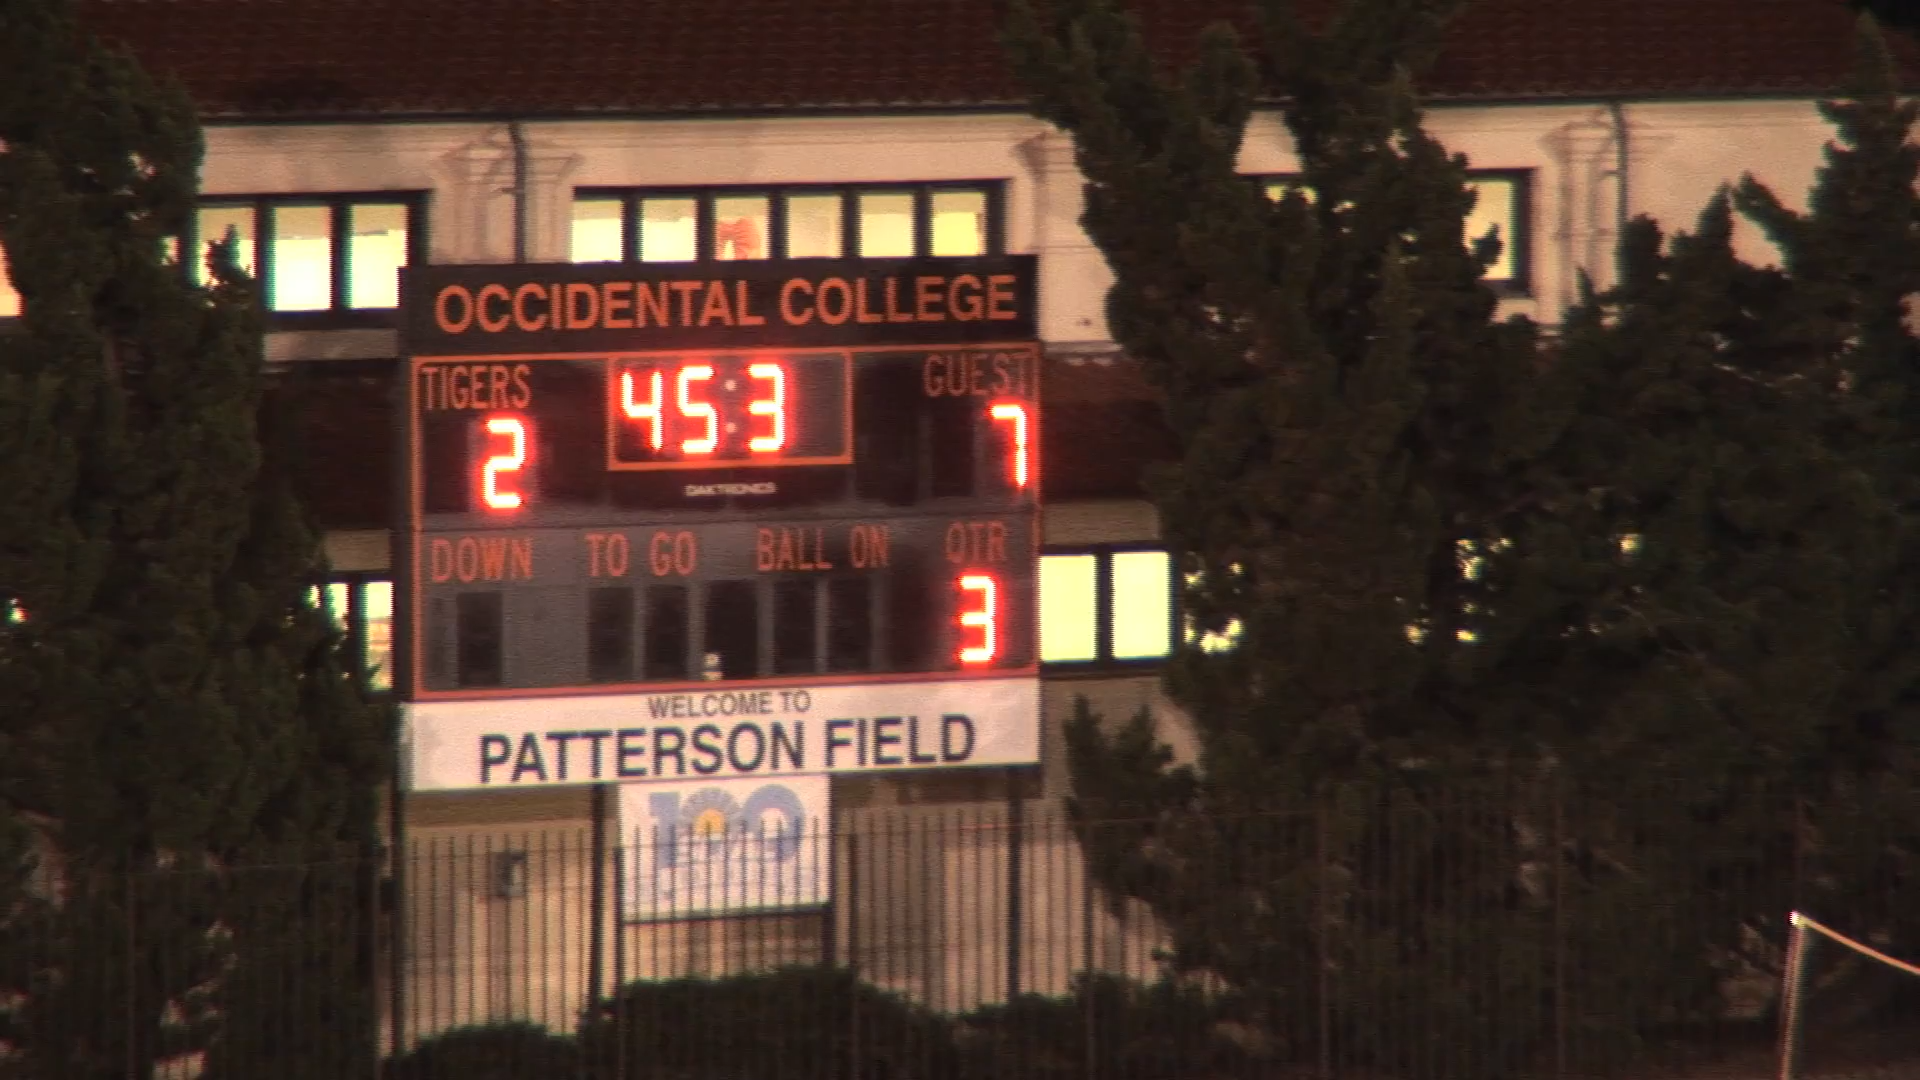 OCCIDENTAL COLLEGE
TIGERS 45:3 GUEST
2 7
DAKTRONICS
DOWN TO GO BALL ON QTR
3
WELCOME TO
PATTERSON FIELD
100